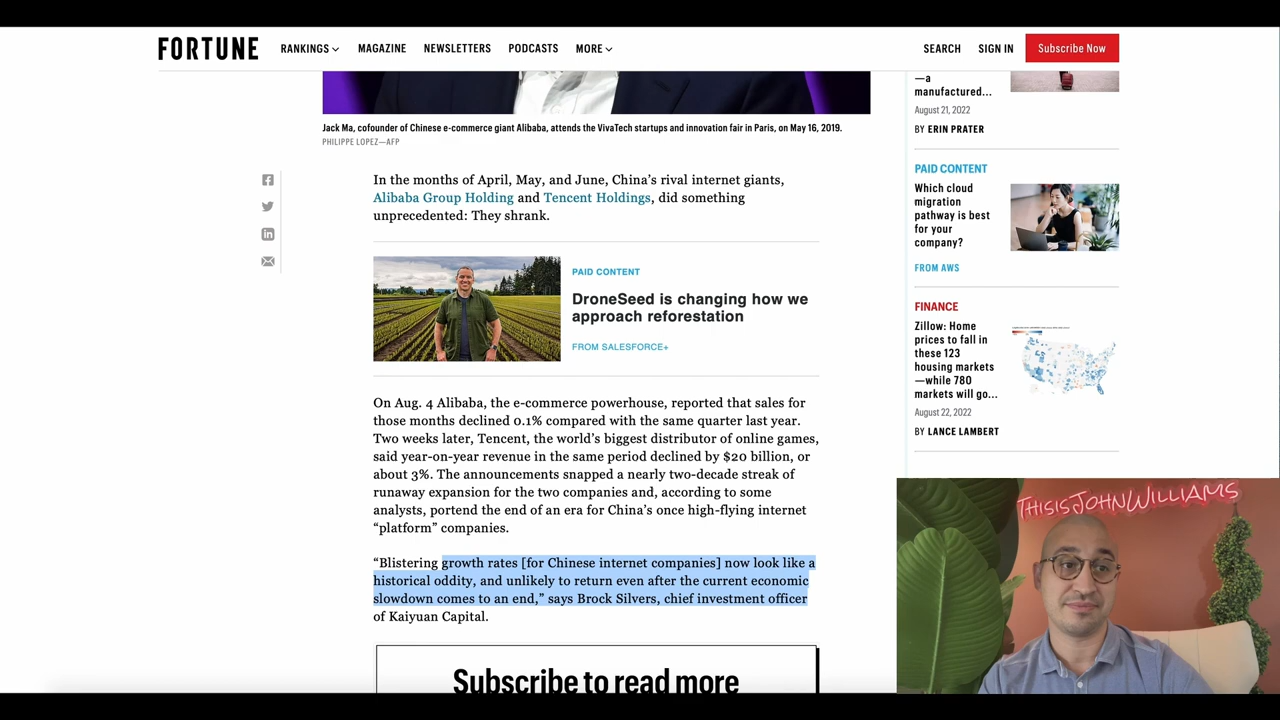 FORTUNE
RANKINGS
MAGAZINE
NEWSLETTERS
PODCASTS
MORE
SEARCH
SIGN IN
Subscribe Now
Jack Ma, cofounder of Chinese e-commerce giant Alibaba, attends the VivaTech startups and innovation fair in Paris, on May 16, 2019.
PHILIPPE LOPEZ—AFP
In the months of April, May, and June, China's rival internet giants,
Alibaba Group Holding and Tencent Holdings, did something
unprecedented: They shrank.
PAID CONTENT
DroneSeed is changing how we
approach reforestation
FROM SALESFORCE+
On Aug. 4 Alibaba, the e-commerce powerhouse, reported that sales for
those months declined 0.1% compared with the same quarter last year.
Two weeks later, Tencent, the world's biggest distributor of online games,
said year-on-year revenue in the same period declined by $20 billion, or
about 3%. The announcements snapped a nearly two-decade streak of
runaway expansion for the two companies and, according to some
analysts, portend the end of an era for China's once high-flying internet
“platform” companies.
“Blistering growth rates [for Chinese internet companies] now look like a
historical oddity, and unlikely to return even after the current economic
slowdown comes to an end,” says Brock Silvers, chief investment officer
of Kaiyuan Capital.
Subscribe to read more
—a
manufactured...
August 21, 2022
BY ERIN PRATER
PAID CONTENT
Which cloud
migration
pathway is best
for your
company?
FROM AWS
FINANCE
Zillow: Home
prices to fall in
these 123
housing markets
—while 780
markets will go...
August 22, 2022
BY LANCE LAMBERT
THISISJOHNWILLIAMS